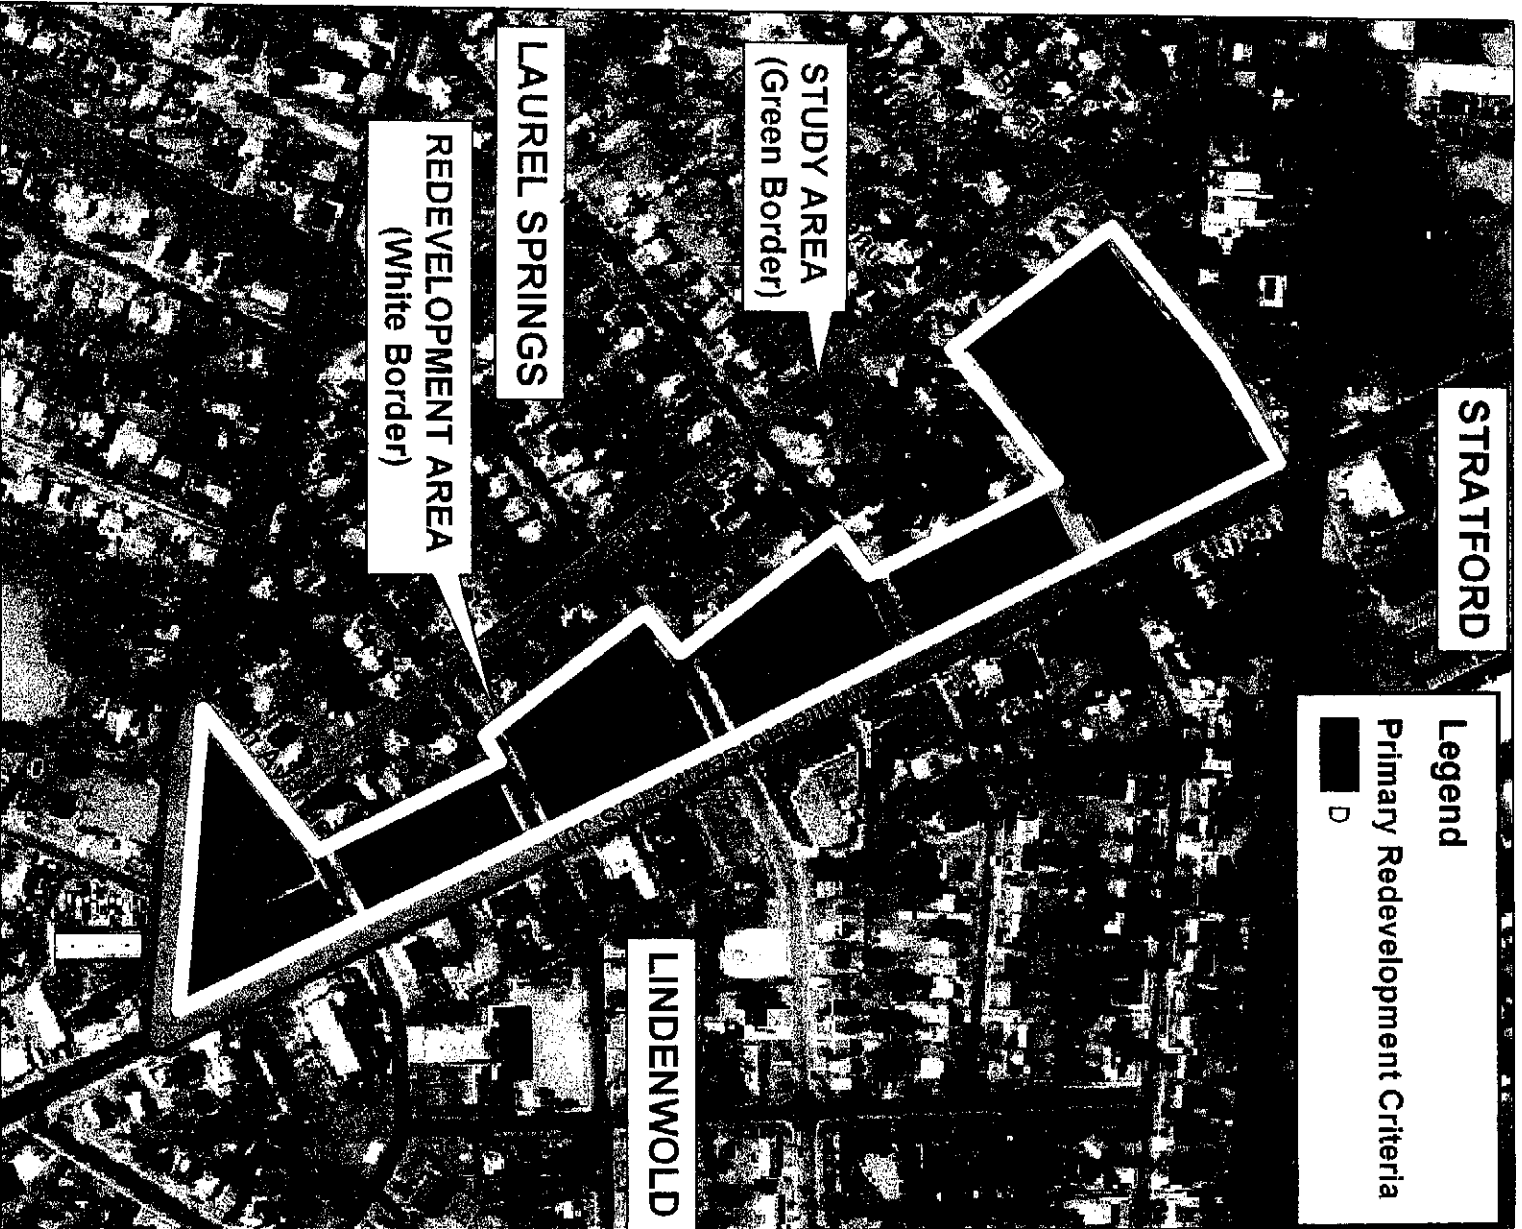 STRATFORD
Legend
Primary Redevelopment Criteria
D
STUDY AREA
(Green Border)
LAUREL SPRINGS
REDEVELOPMENT AREA
(White Border)
LINDENWOLD